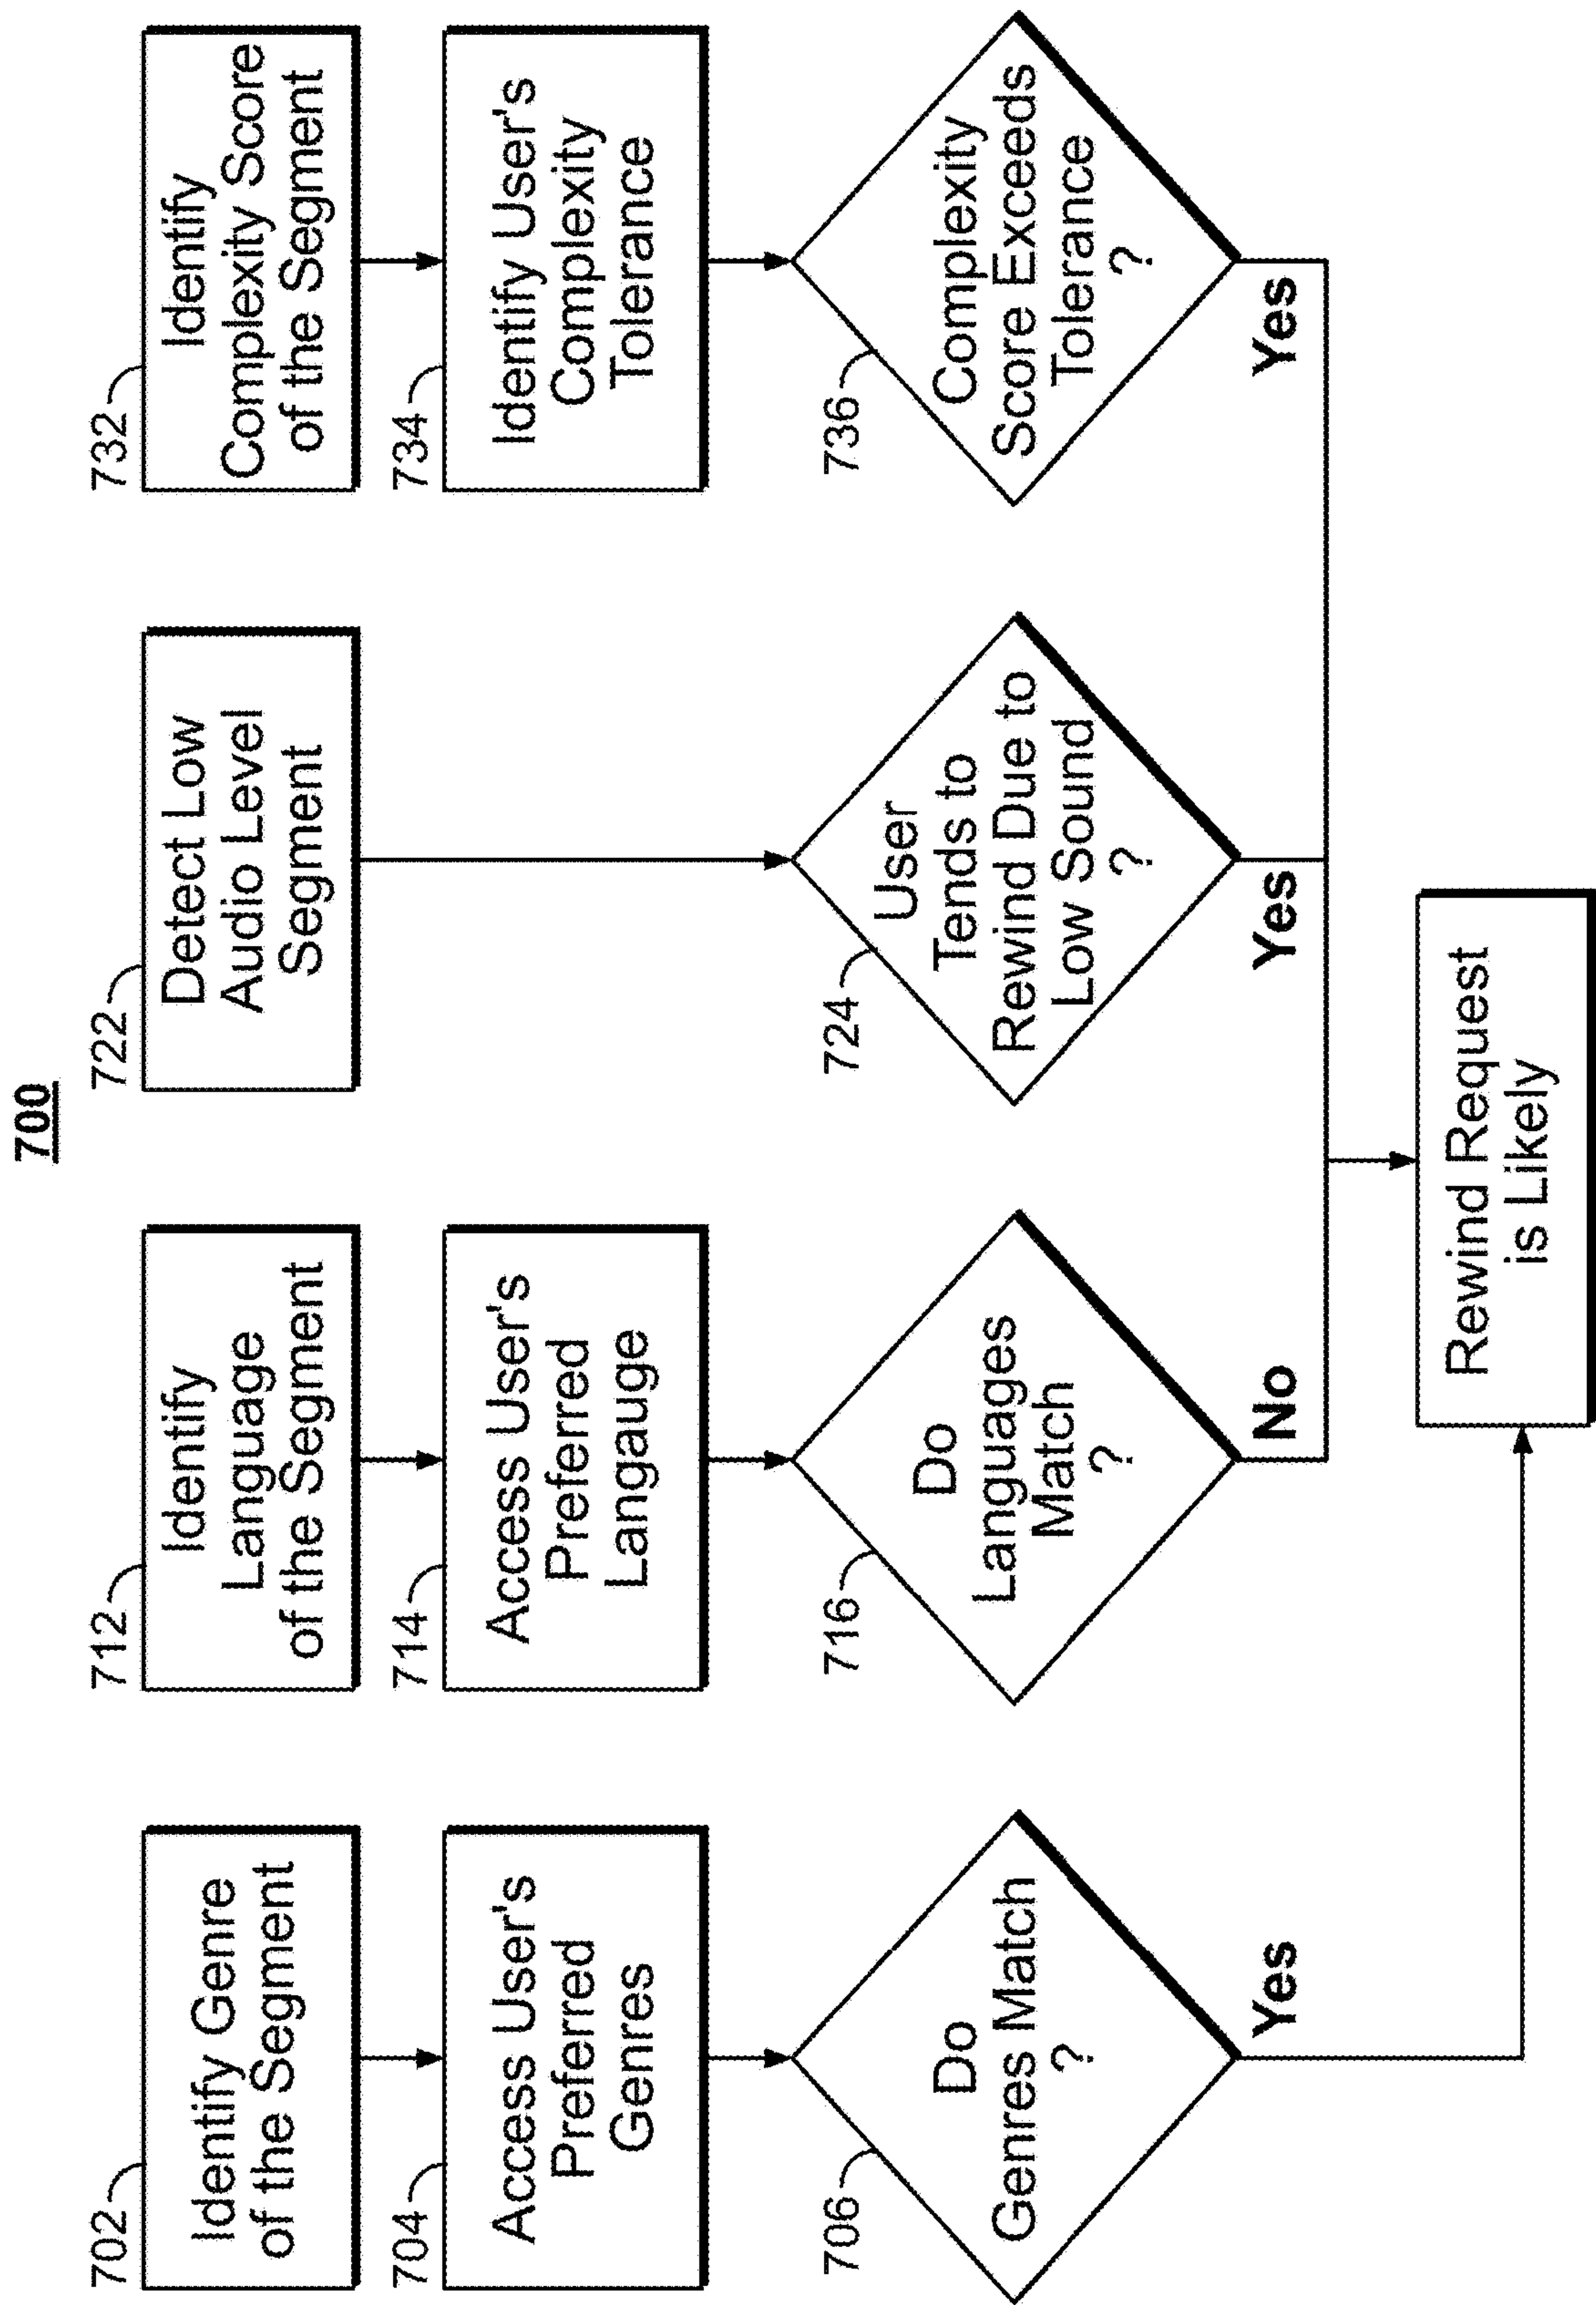 700
702
Identify Genre
of the Segment
704
Access User's
Preferred
Genres
706
Do
Genres Match
?
Yes
712
Identify
Language
of the Segment
714
Access User's
Preferred
Langauge
716
Do
Languages
Match
?
No
722
Detect Low
Audio Level
Segment
724
User
Tends to
Rewind Due to
Low Sound
?
Yes
732
Identify
Complexity Score
of the Segment
734
Identify User's
Complexity
Tolerance
736
Complexity
Score Exceeds
Tolerance
?
Yes
Rewind Request
is Likely